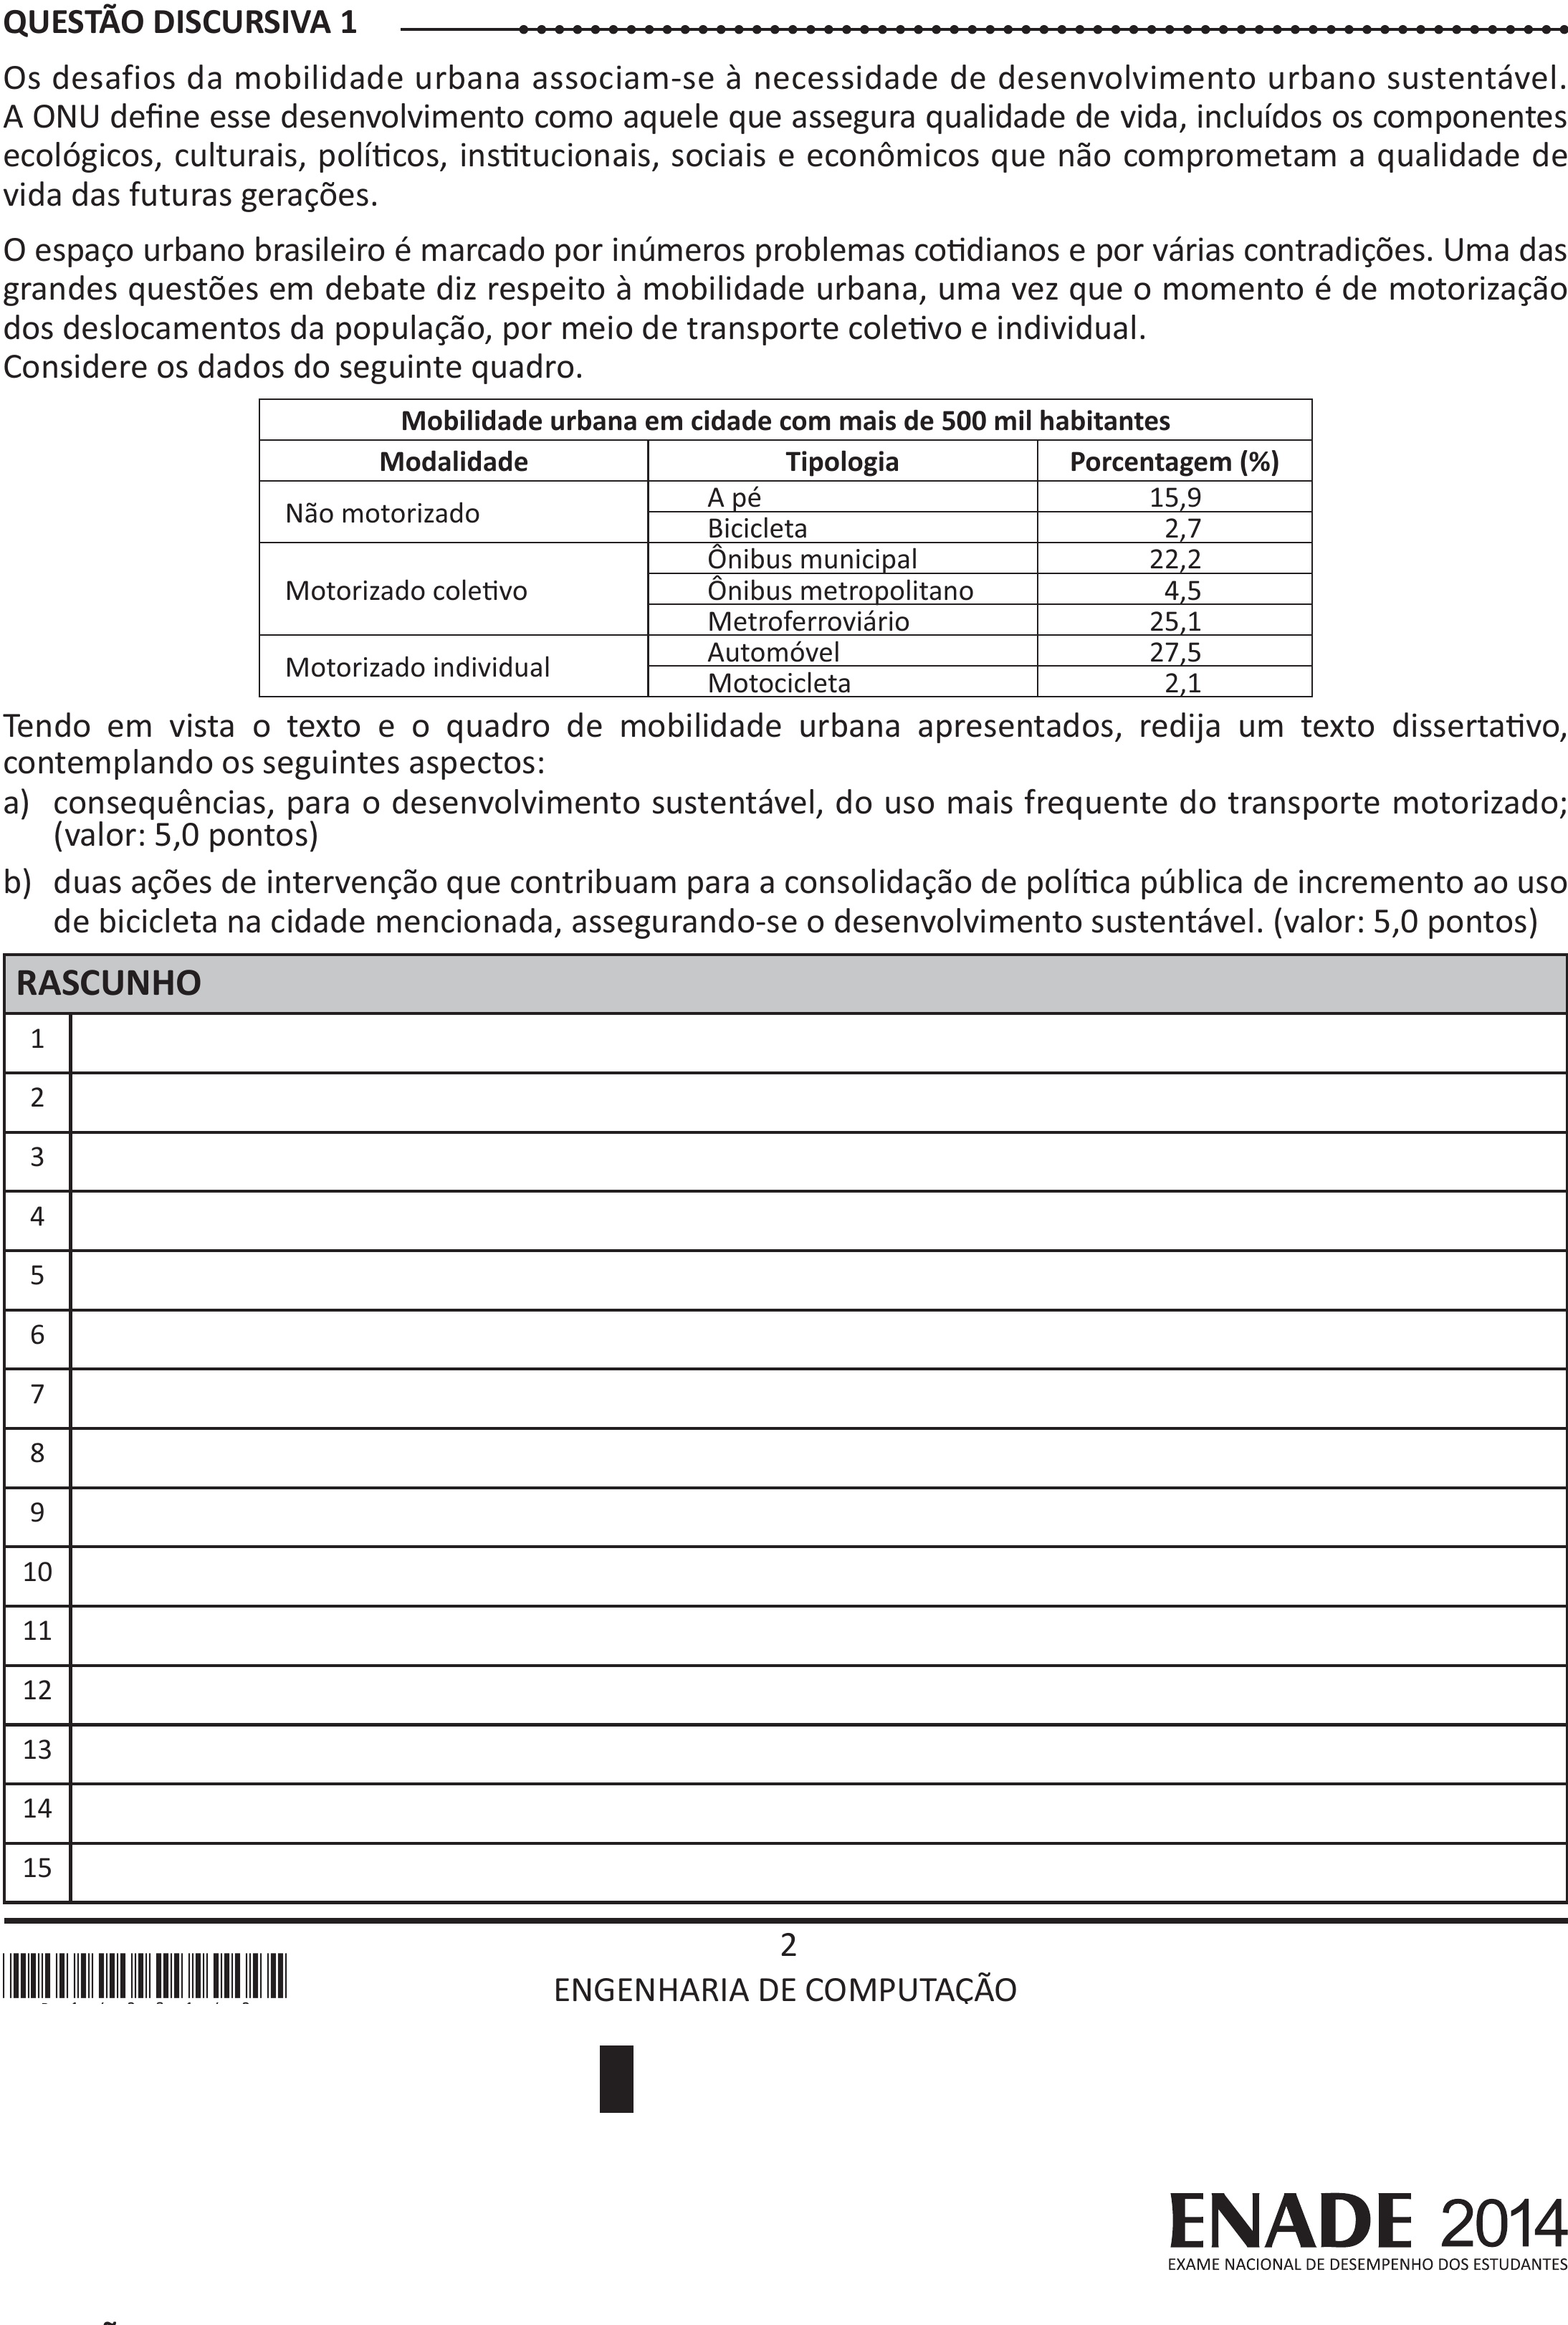 QUESTÃO DISCURSIVA 1
Os desafios da mobilidade urbana associam-se à necessidade de desenvolvimento urbano sustentável.
A ONU define esse desenvolvimento como aquele que assegura qualidade de vida, incluídos os componentes
ecológicos, culturais, políticos, institucionais, sociais e econômicos que não comprometam a qualidade de
vida das futuras gerações.
O espaço urbano brasileiro é marcado por inúmeros problemas cotidianos e por várias contradições. Uma das
grandes questões em debate diz respeito à mobilidade urbana, uma vez que o momento é de motorização
dos deslocamentos da população, por meio de transporte coletivo e individual.
Considere os dados do seguinte quadro.
Mobilidade urbana em cidade com mais de 500 mil habitantes
Modalidade Tipologia Porcentagem (%)
Não motorizado
A pé 15,9
Bicicleta 2,7
Motorizado coletivo
Ônibus municipal 22,2
Ônibus metropolitano 4,5
Metroferroviário 25,1
Motorizado individual
Automóvel 27,5
Motocicleta 2,1
Tendo em vista o texto e o quadro de mobilidade urbana apresentados, redija um texto dissertativo,
contemplando os seguintes aspectos:
a) consequências, para o desenvolvimento sustentável, do uso mais frequente do transporte motorizado;
(valor: 5,0 pontos)
b) duas ações de intervenção que contribuam para a consolidação de política pública de incremento ao uso
de bicicleta na cidade mencionada, assegurando-se o desenvolvimento sustentável. (valor: 5,0 pontos)
RASCUNHO
1
2
3
4
5
6
7
8
9
10
11
12
13
14
15
2
ENGENHARIA DE COMPUTAÇÃO
ENADE 2014
EXAME NACIONAL DE DESEMPENHO DOS ESTUDANTES